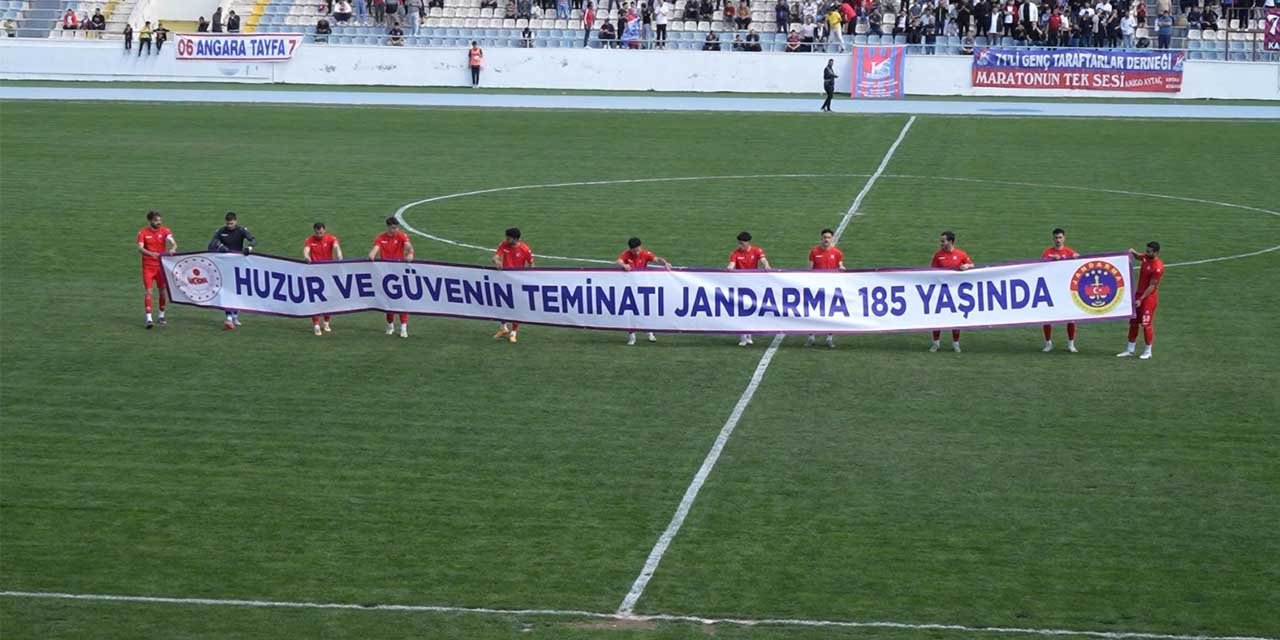 06 ANGARA TAYFA 7
71'Lİ GENÇ TARAFTARLAR DERNEĞİ
MARATONUN TEK SESİ
HUZUR VE GÜVENİN TEMİNATI JANDARMA 185 YAŞINDA
JANDARMA